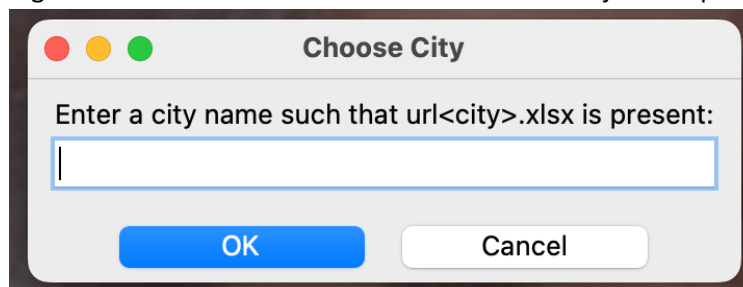 Choose City
Enter a city name such that url<city>.xlsx is present:
OK
Cancel